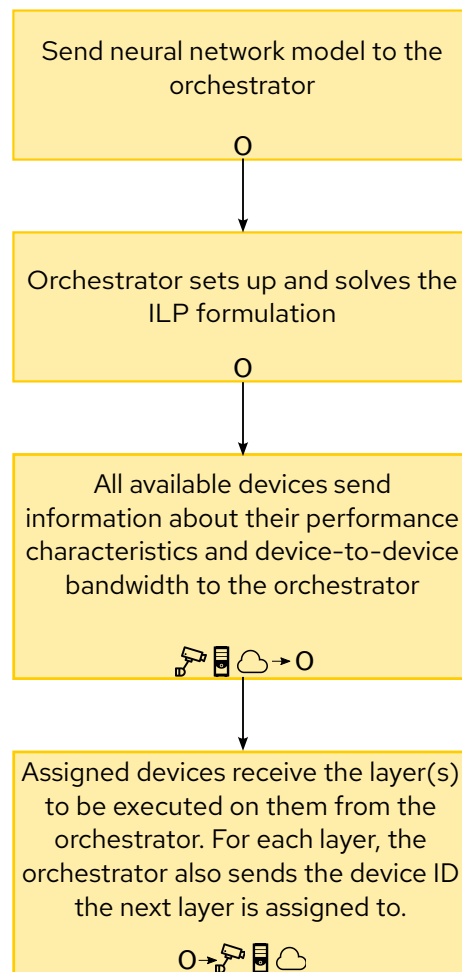 Send neural network model to the
orchestrator
O
Orchestrator sets up and solves the
ILP formulation
O
All available devices send
information about their performance
characteristics and device-to-device
bandwidth to the orchestrator
O
Assigned devices receive the layer(s)
to be executed on them from the
orchestrator. For each layer, the
orchestrator also sends the device ID
the next layer is assigned to.
O